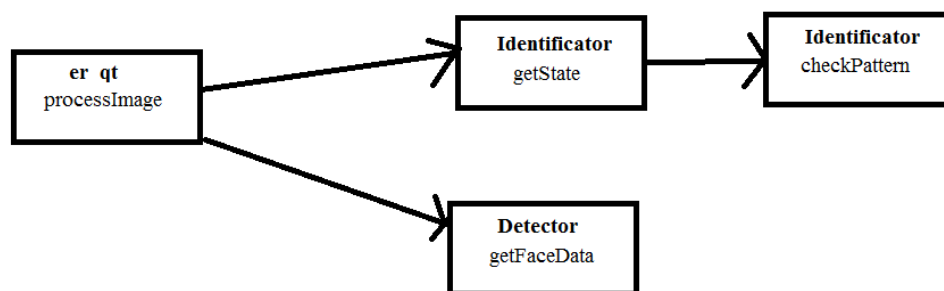 er qt
processImage
Identificator
getState
Identificator
checkPattern
Detector
getFaceData